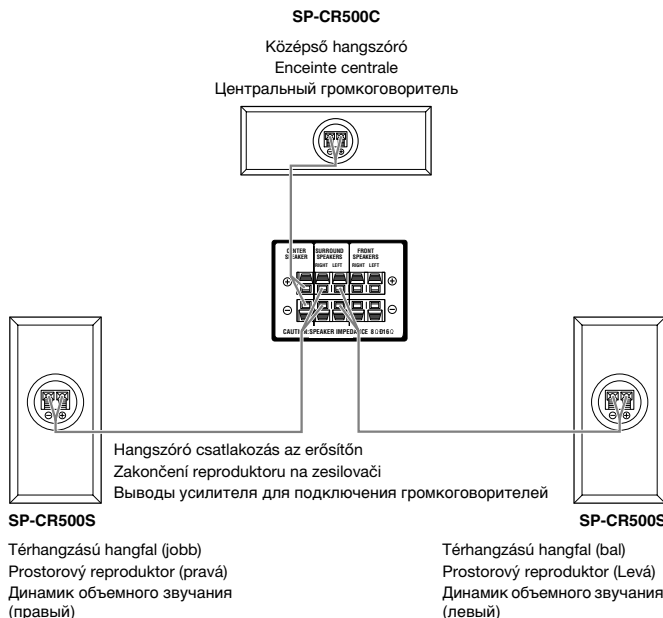 SP-CR500C
Középső hangszóró
Enceinte centrale
Центральный громкоговоритель
CENTER SPEAKER
SURROUND SPEAKERS
RIGHT LEFT
FRONT SPEAKERS
RIGHT LEFT
CAUTION:SPEAKER IMPEDANCE 8Ω 16Ω
Hangszóró csatlakozás az erősítőn
Zakončení reproduktoru na zesilovači
Выводы усилителя для подключения громкоговорителей
SP-CR500S
Térhangzású hangfal (jobb)
Prostorový reproduktor (pravá)
Динамик объемного звучания
(правый)
SP-CR500S
Térhangzású hangfal (bal)
Prostorový reproduktor (Levá)
Динамик объемного звучания
(левый)